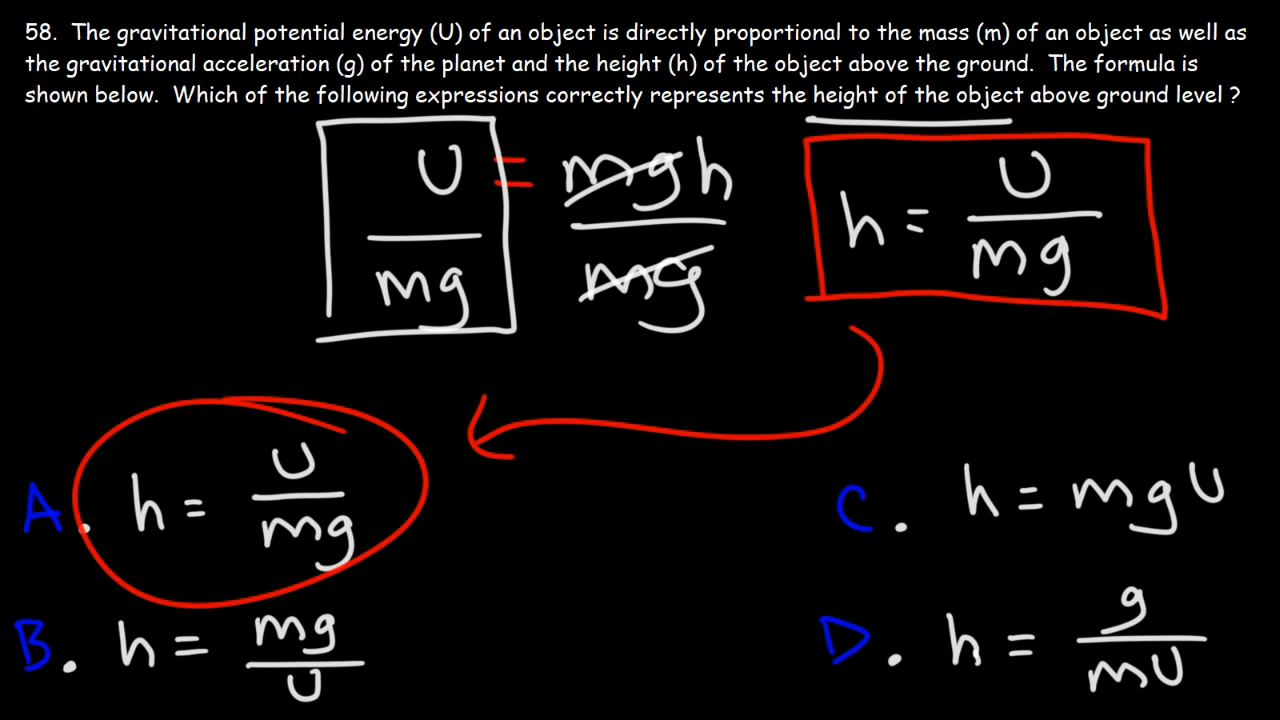 58. The gravitational potential energy (U) of an object is directly proportional to the mass (m) of an object as well as
the gravitational acceleration (g) of the planet and the height (h) of the object above the ground. The formula is
shown below. Which of the following expressions correctly represents the height of the object above ground level ?
U/mg = mgh/mg
h = U/mg
A. h = U/mg
B. h = mg/U
C. h = mgU
D. h = g/mU